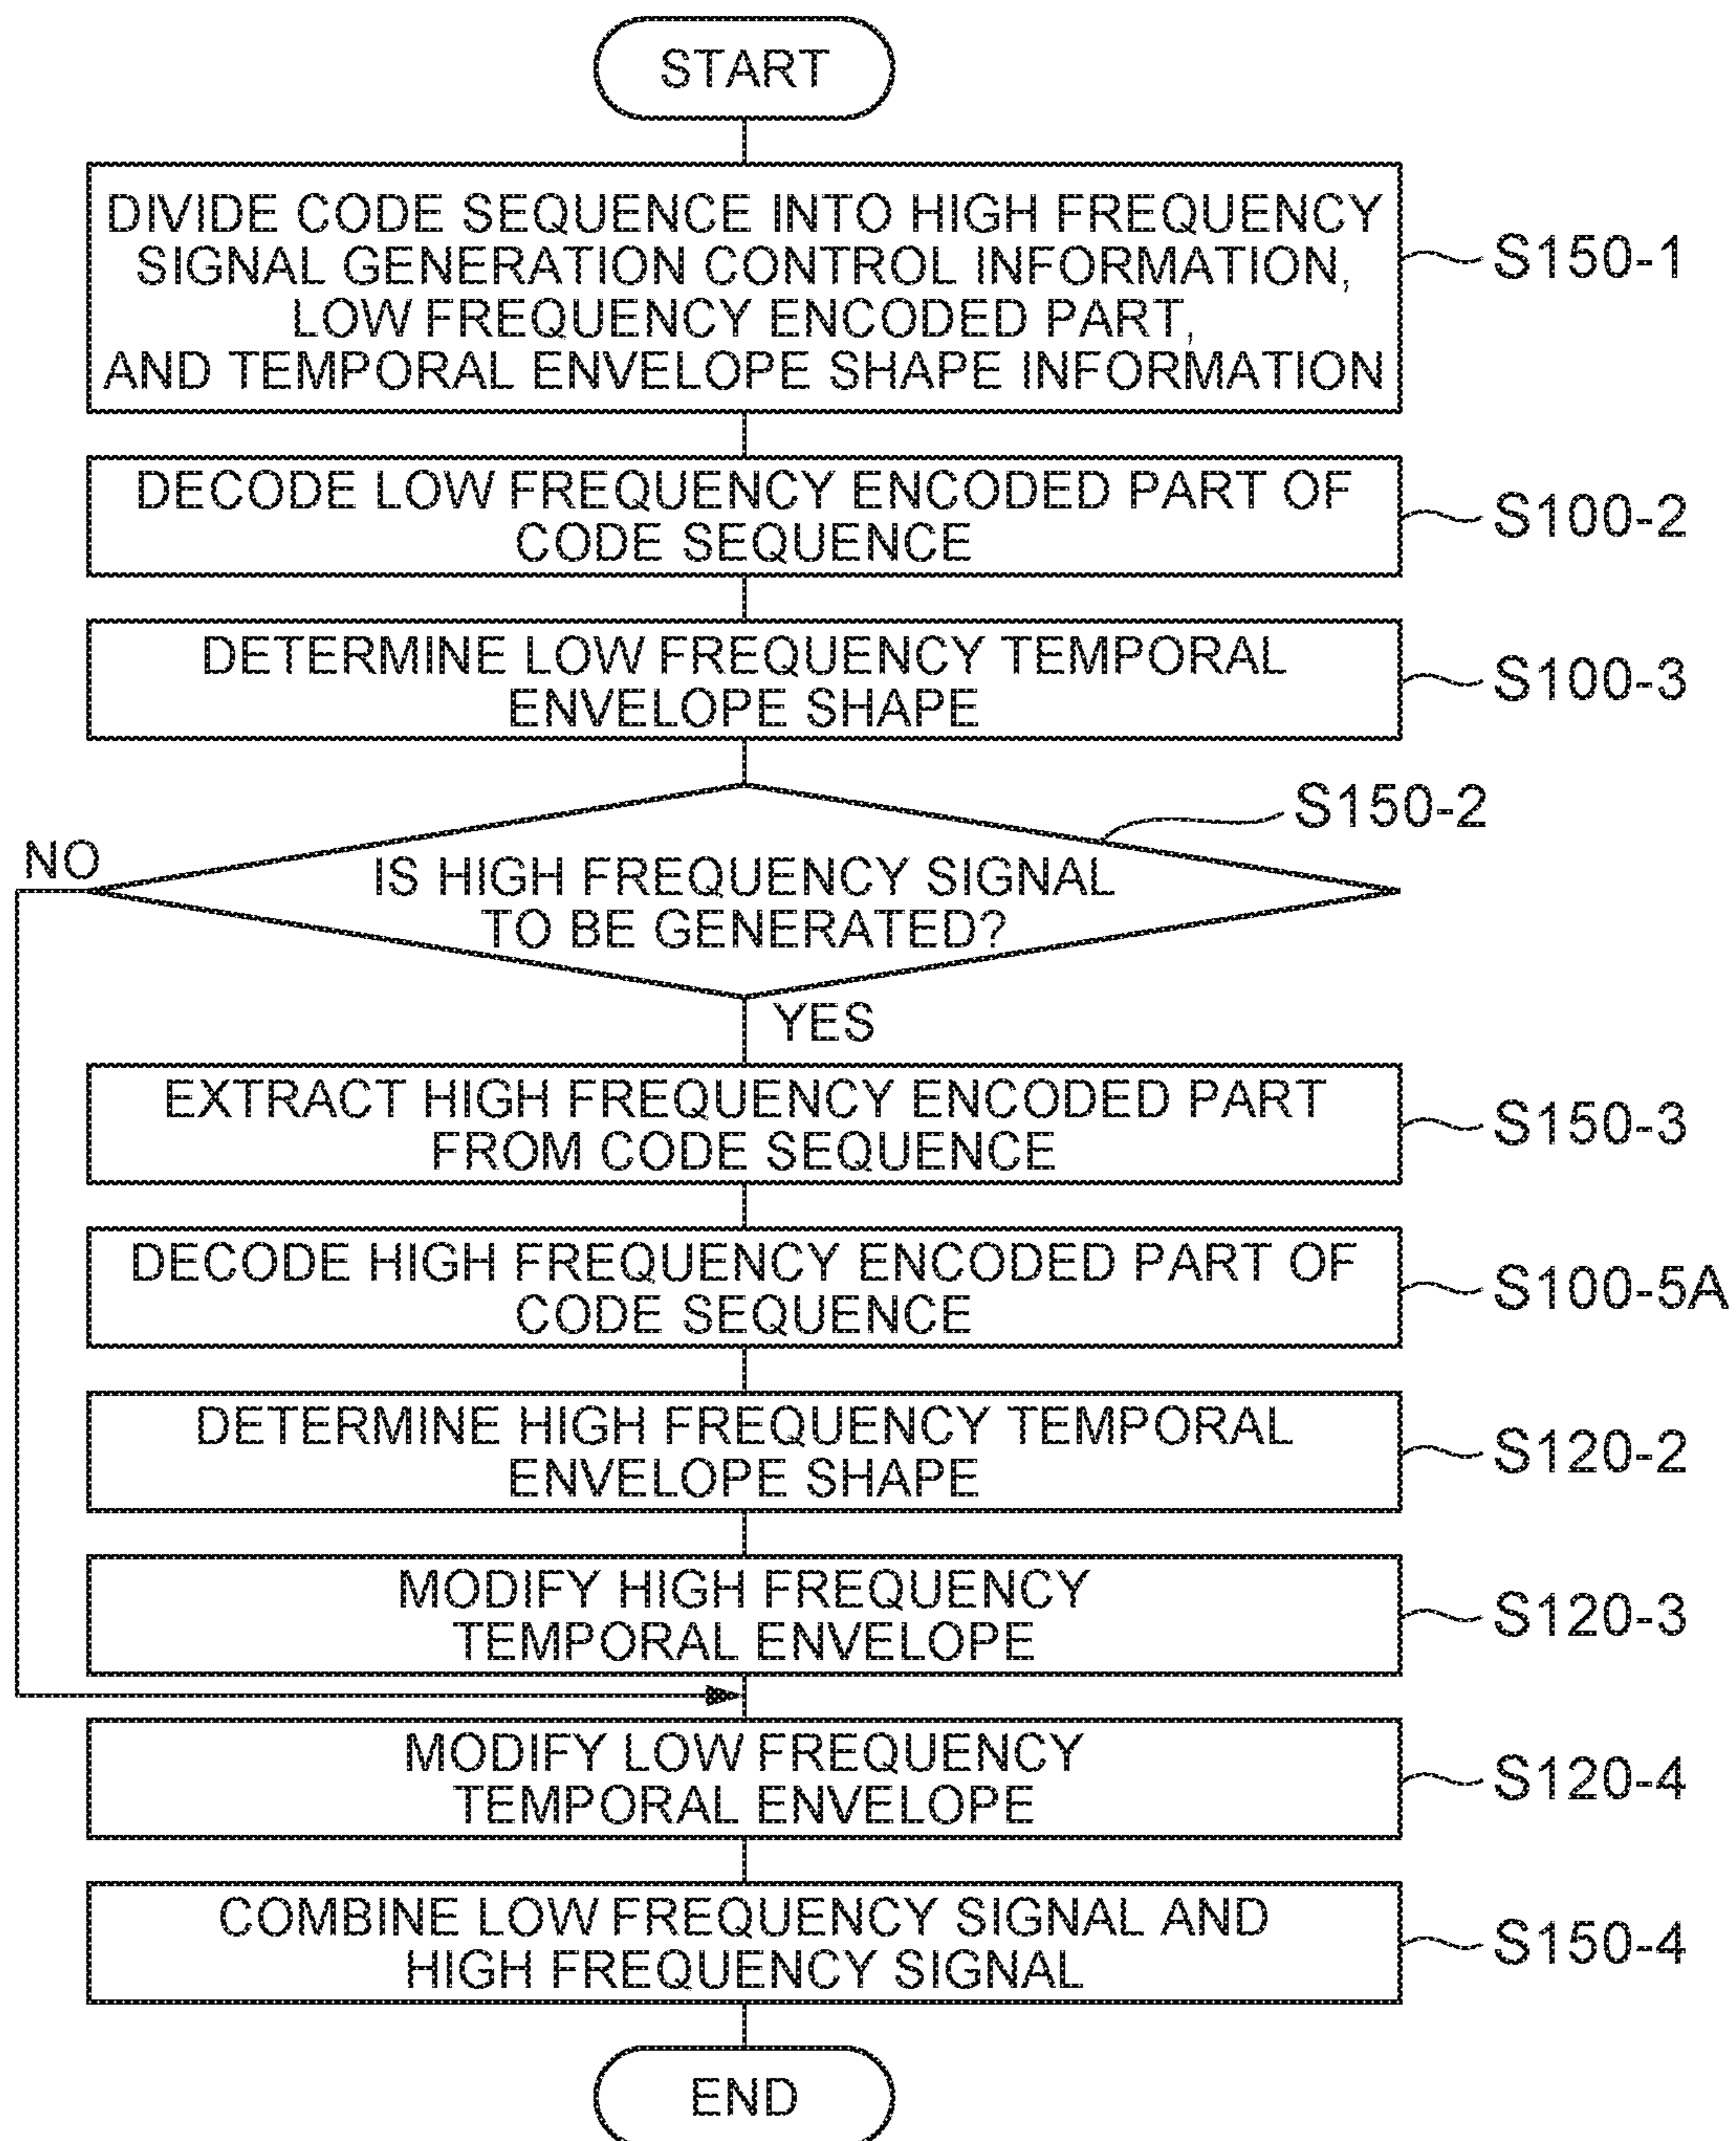 START
DIVIDE CODE SEQUENCE INTO HIGH FREQUENCY
SIGNAL GENERATION CONTROL INFORMATION,
LOW FREQUENCY ENCODED PART,
AND TEMPORAL ENVELOPE SHAPE INFORMATION
S150-1
DECODE LOW FREQUENCY ENCODED PART OF
CODE SEQUENCE
S100-2
DETERMINE LOW FREQUENCY TEMPORAL
ENVELOPE SHAPE
S100-3
S150-2
NO
IS HIGH FREQUENCY SIGNAL
TO BE GENERATED?
YES
EXTRACT HIGH FREQUENCY ENCODED PART
FROM CODE SEQUENCE
S150-3
DECODE HIGH FREQUENCY ENCODED PART OF
CODE SEQUENCE
S100-5A
DETERMINE HIGH FREQUENCY TEMPORAL
ENVELOPE SHAPE
S120-2
MODIFY HIGH FREQUENCY
TEMPORAL ENVELOPE
S120-3
MODIFY LOW FREQUENCY
TEMPORAL ENVELOPE
S120-4
COMBINE LOW FREQUENCY SIGNAL AND
HIGH FREQUENCY SIGNAL
S150-4
END